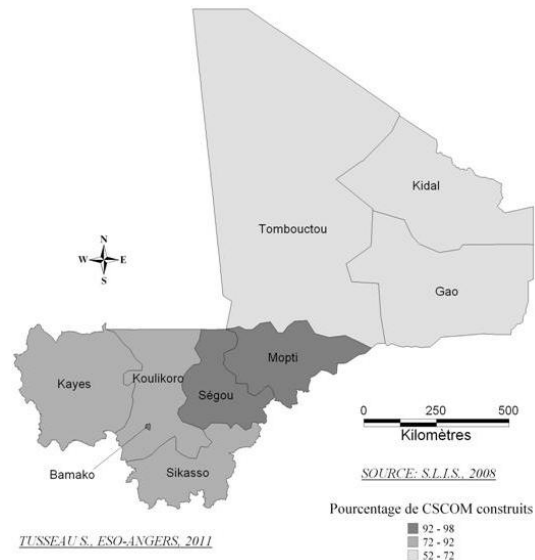 Kidal
Tombouctou
N
W E
S
Gao
Mopti
Kayes
Koulikoro
Ségou
0 250 500
Kilomètres
Bamako
Sikasso
SOURCE: S.L.I.S., 2008
Pourcentage de CSCOM construits
92 - 98
72 - 92
52 - 72
TUSSEAU S., ESO-ANGERS, 2011